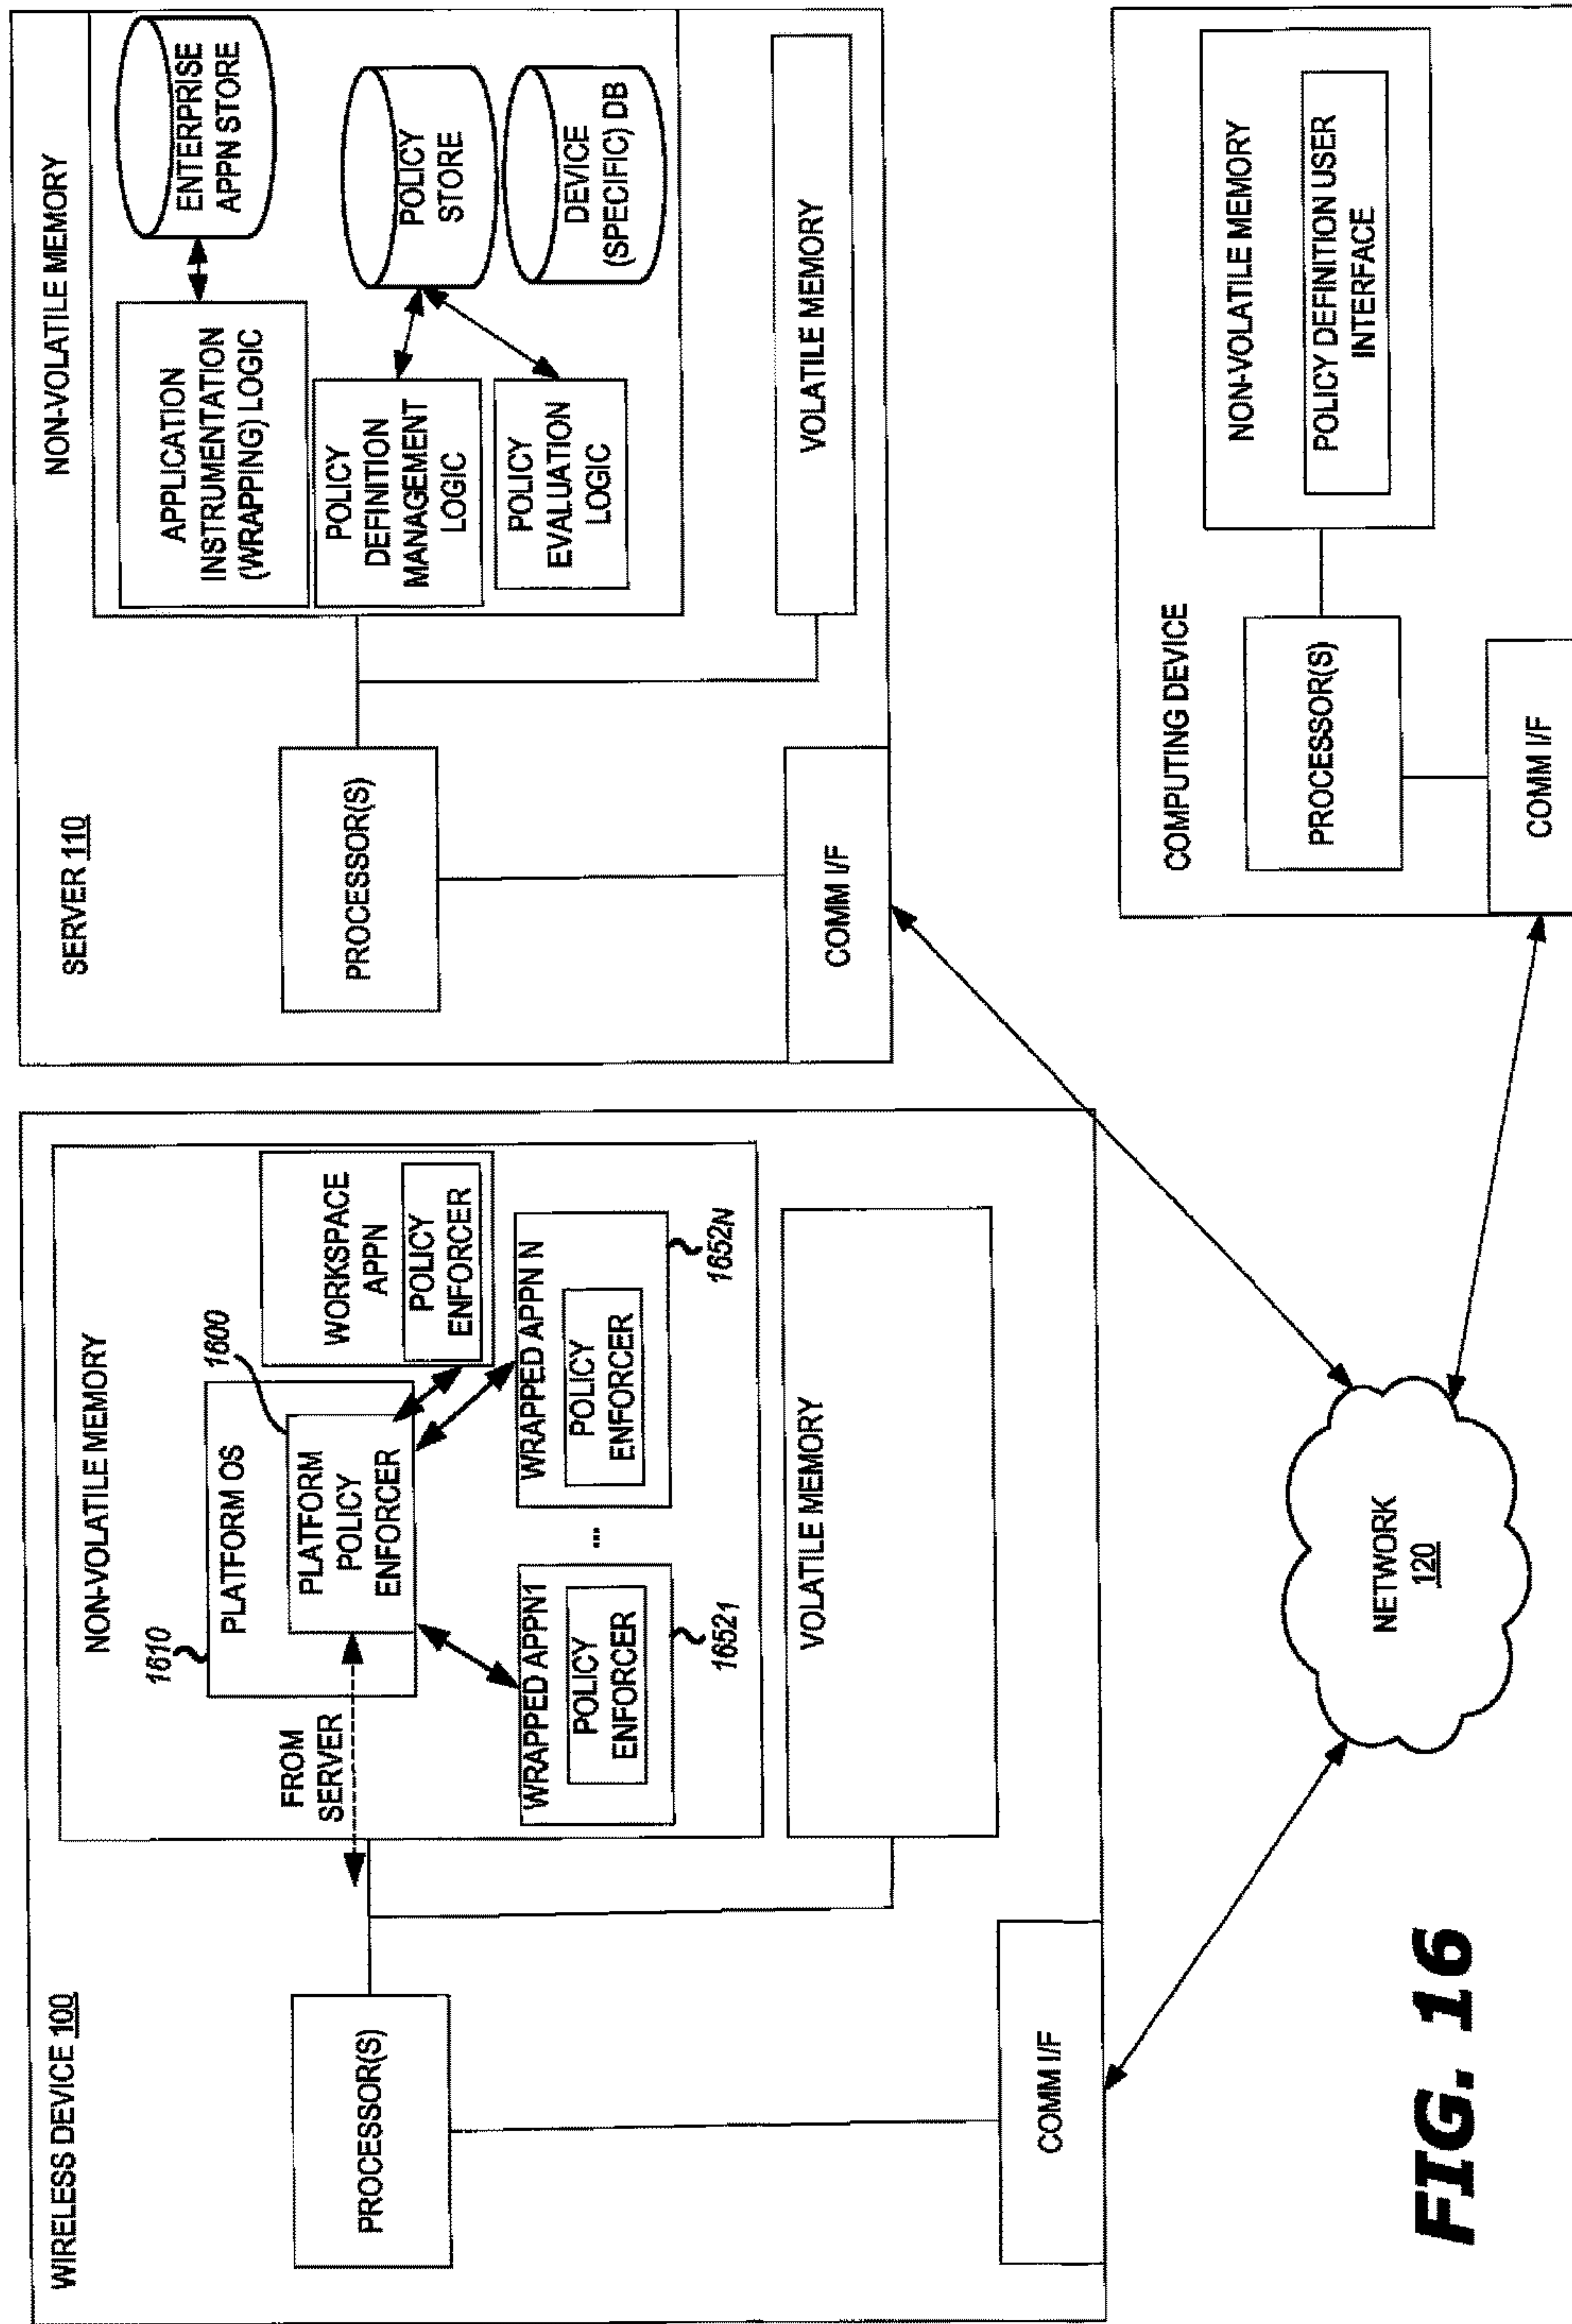 WIRELESS DEVICE 100
PROCESSOR(S)
COMM I/F
NON-VOLATILE MEMORY
FROM
SERVER
1610
PLATFORM OS
1600
PLATFORM
POLICY
ENFORCER
WORKSPACE
APPN
POLICY
ENFORCER
WRAPPED APPN1
POLICY
ENFORCER
1652₁
...
WRAPPED APPN N
POLICY
ENFORCER
1652N
VOLATILE MEMORY
SERVER 110
PROCESSOR(S)
COMM I/F
NON-VOLATILE MEMORY
APPLICATION
INSTRUMENTATION
(WRAPPING) LOGIC
ENTERPRISE
APPN STORE
POLICY
DEFINITION
MANAGEMENT
LOGIC
POLICY
STORE
POLICY
EVALUATION
LOGIC
DEVICE
(SPECIFIC) DB
VOLATILE MEMORY
NETWORK
120
COMPUTING DEVICE
PROCESSOR(S)
COMM I/F
NON-VOLATILE MEMORY
POLICY DEFINITION USER
INTERFACE
FIG. 16